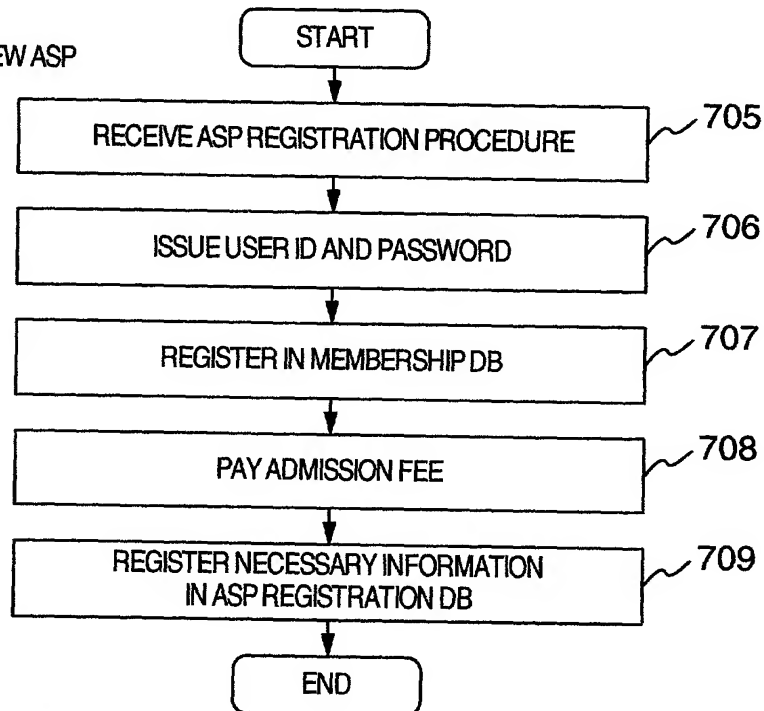 START
EW ASP
RECEIVE ASP REGISTRATION PROCEDURE
705
ISSUE USER ID AND PASSWORD
706
REGISTER IN MEMBERSHIP DB
707
PAY ADMISSION FEE
708
REGISTER NECESSARY INFORMATION
IN ASP REGISTRATION DB
709
END